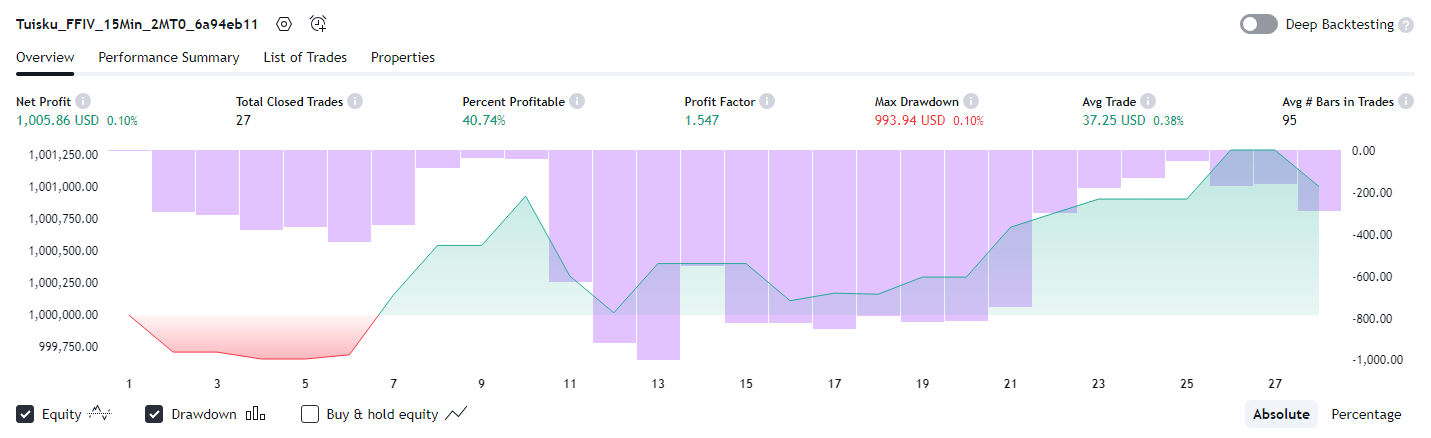 Tuisku_FFIV_15Min_2MT0_6a94eb11
Deep Backtesting ?
Overview Performance Summary List of Trades Properties
Net Profit Total Closed Trades Percent Profitable Profit Factor Max Drawdown Avg Trade Avg # Bars in Trades
1,005.86 USD 0.10% 27 40.74% 1.547 993.94 USD 0.10% 37.25 USD 0.38% 95
1,001,250.00 0.00
1,001,000.00 -200.00
1,000,750.00 -400.00
1,000,500.00 -600.00
1,000,250.00 -800.00
1,000,000.00 -1,000.00
999,750.00
1 3 5 7 9 11 13 15 17 19 21 23 25 27
Equity Drawdown Buy & hold equity Absolute Percentage